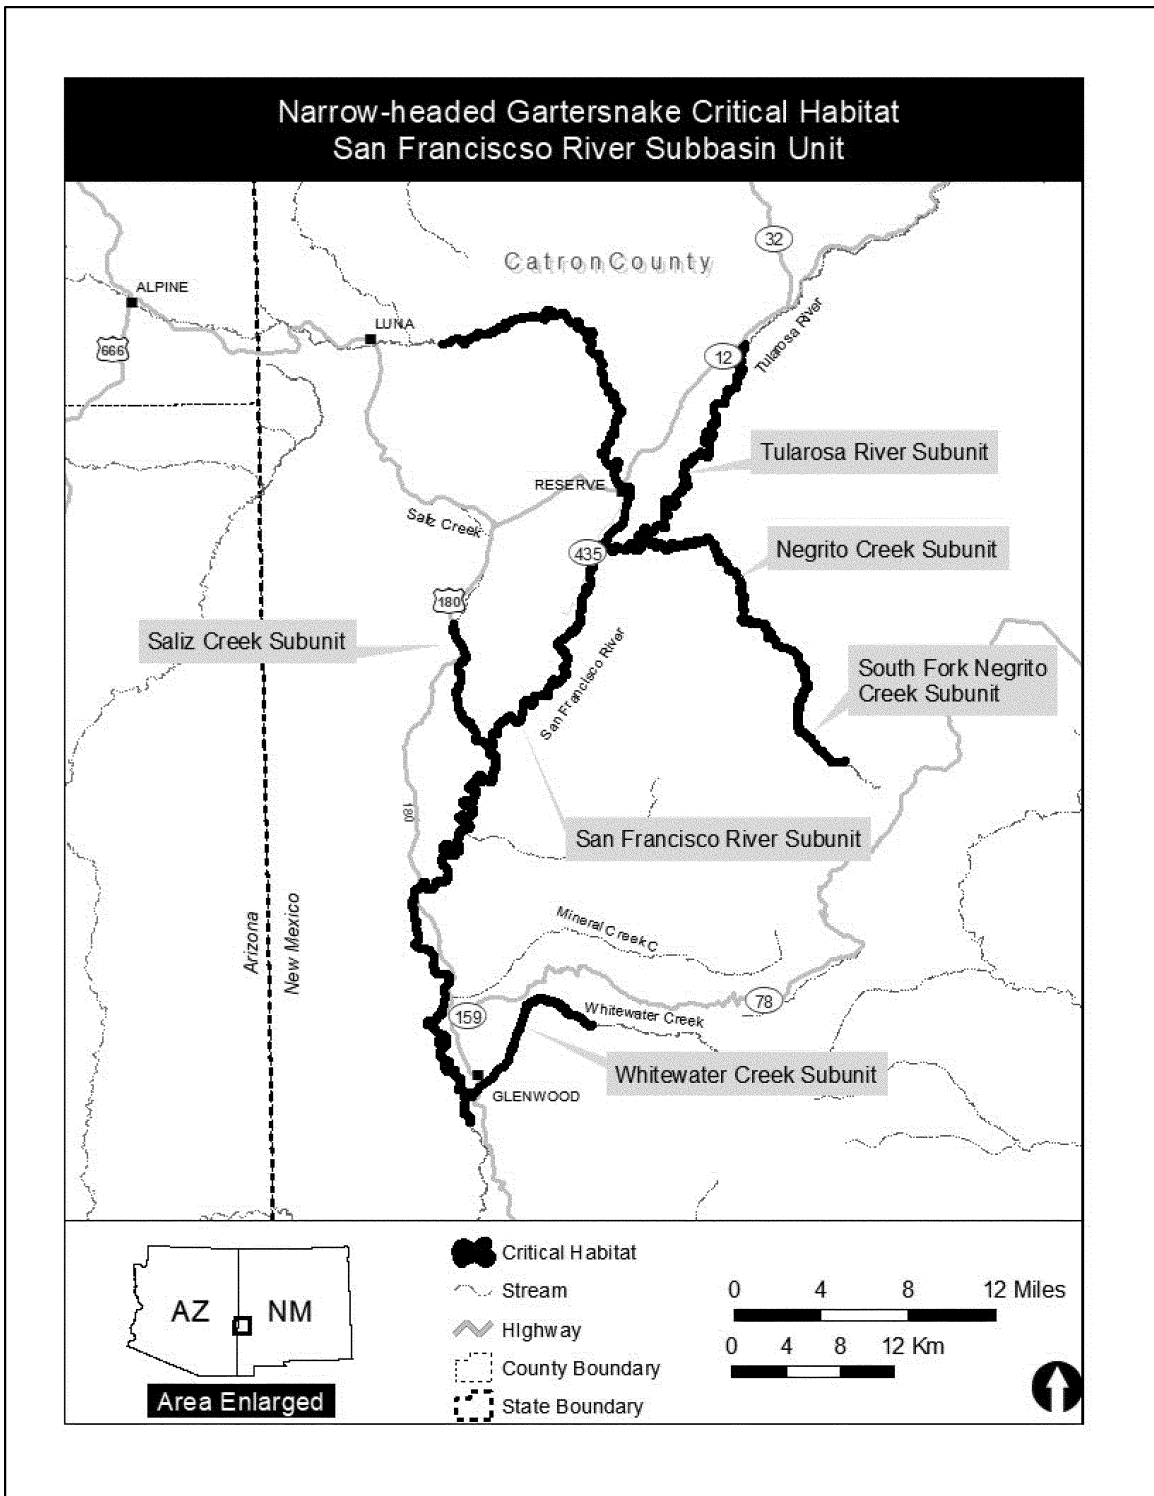 Narrow-headed Gartersnake Critical Habitat
San Franciscso River Subbasin Unit
32
Catron County
ALPINE
LUNA
666
12
Tularosa River
Tularosa River Subunit
RESERVE
Saliz Creek
435
Negrito Creek Subunit
180
Saliz Creek Subunit
San Francisco River
South Fork Negrito
Creek Subunit
180
San Francisco River Subunit
Arizona
New Mexico
Mineral Creek C
78
159
Whitewater Creek
Whitewater Creek Subunit
GLENWOOD
AZ
NM
Area Enlarged
Critical Habitat
Stream
HIghway
County Boundary
State Boundary
0 4 8 12 Miles
0 4 8 12 Km